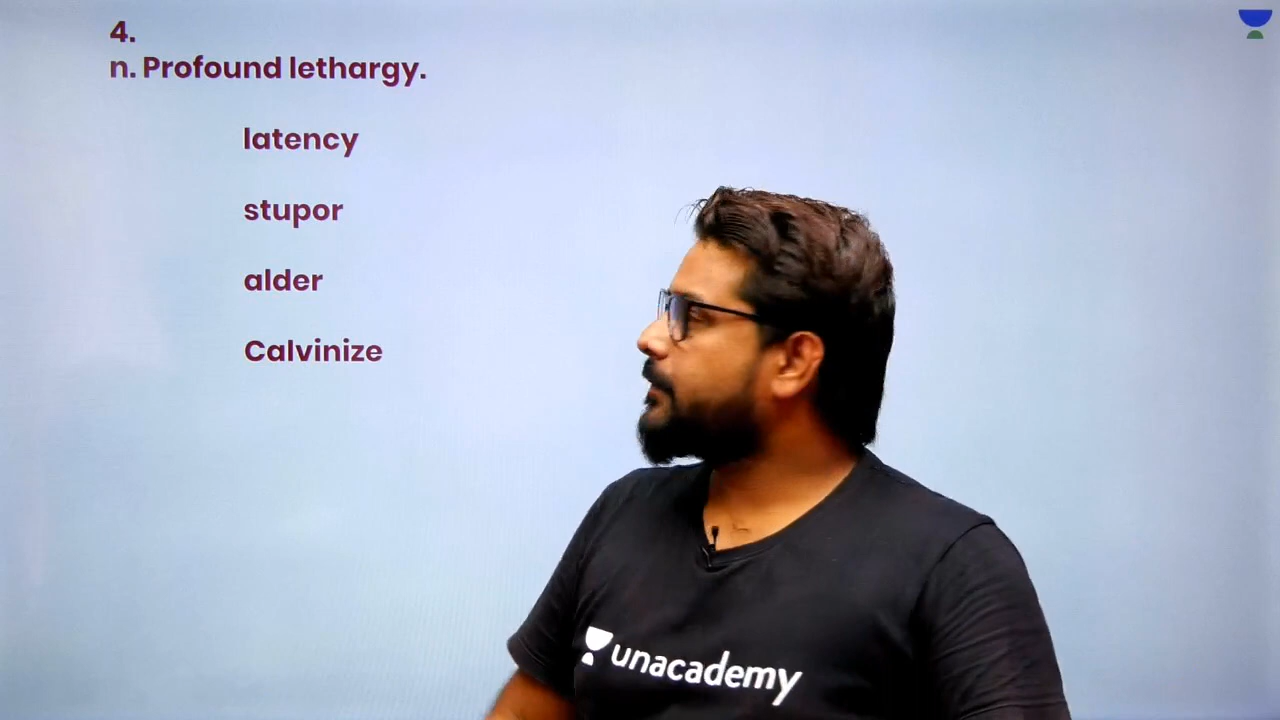 4.
n. Profound lethargy.
latency
stupor
alder
Calvinize
unacademy